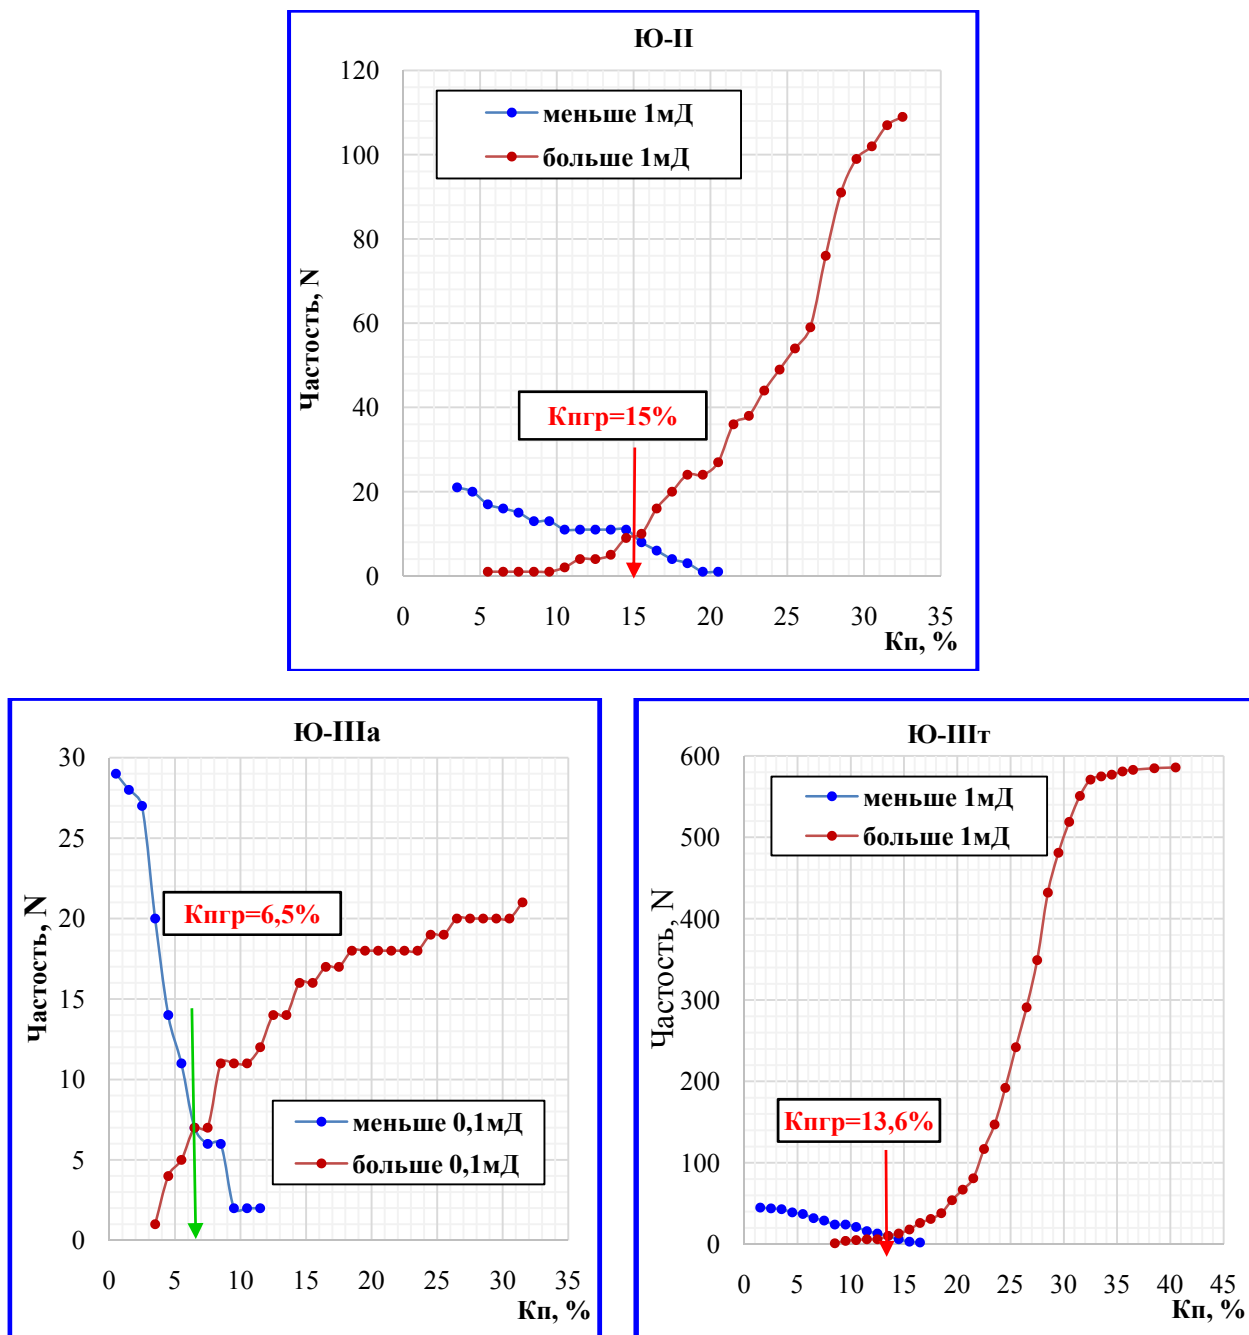 Ю-II
120
100
80
60
40
20
0
Частость, N
меньше 1мД
больше 1мД
Кпгр=15%
0 5 10 15 20 25 30 35
Кп, %
Ю-IIIа
30
25
20
15
10
5
0
Частость, N
Кпгр=6,5%
меньше 0,1мД
больше 0,1мД
0 5 10 15 20 25 30 35
Кп, %
Ю-IIIт
600
500
400
300
200
100
0
Частость, N
меньше 1мД
больше 1мД
Кпгр=13,6%
0 5 10 15 20 25 30 35 40 45
Кп, %